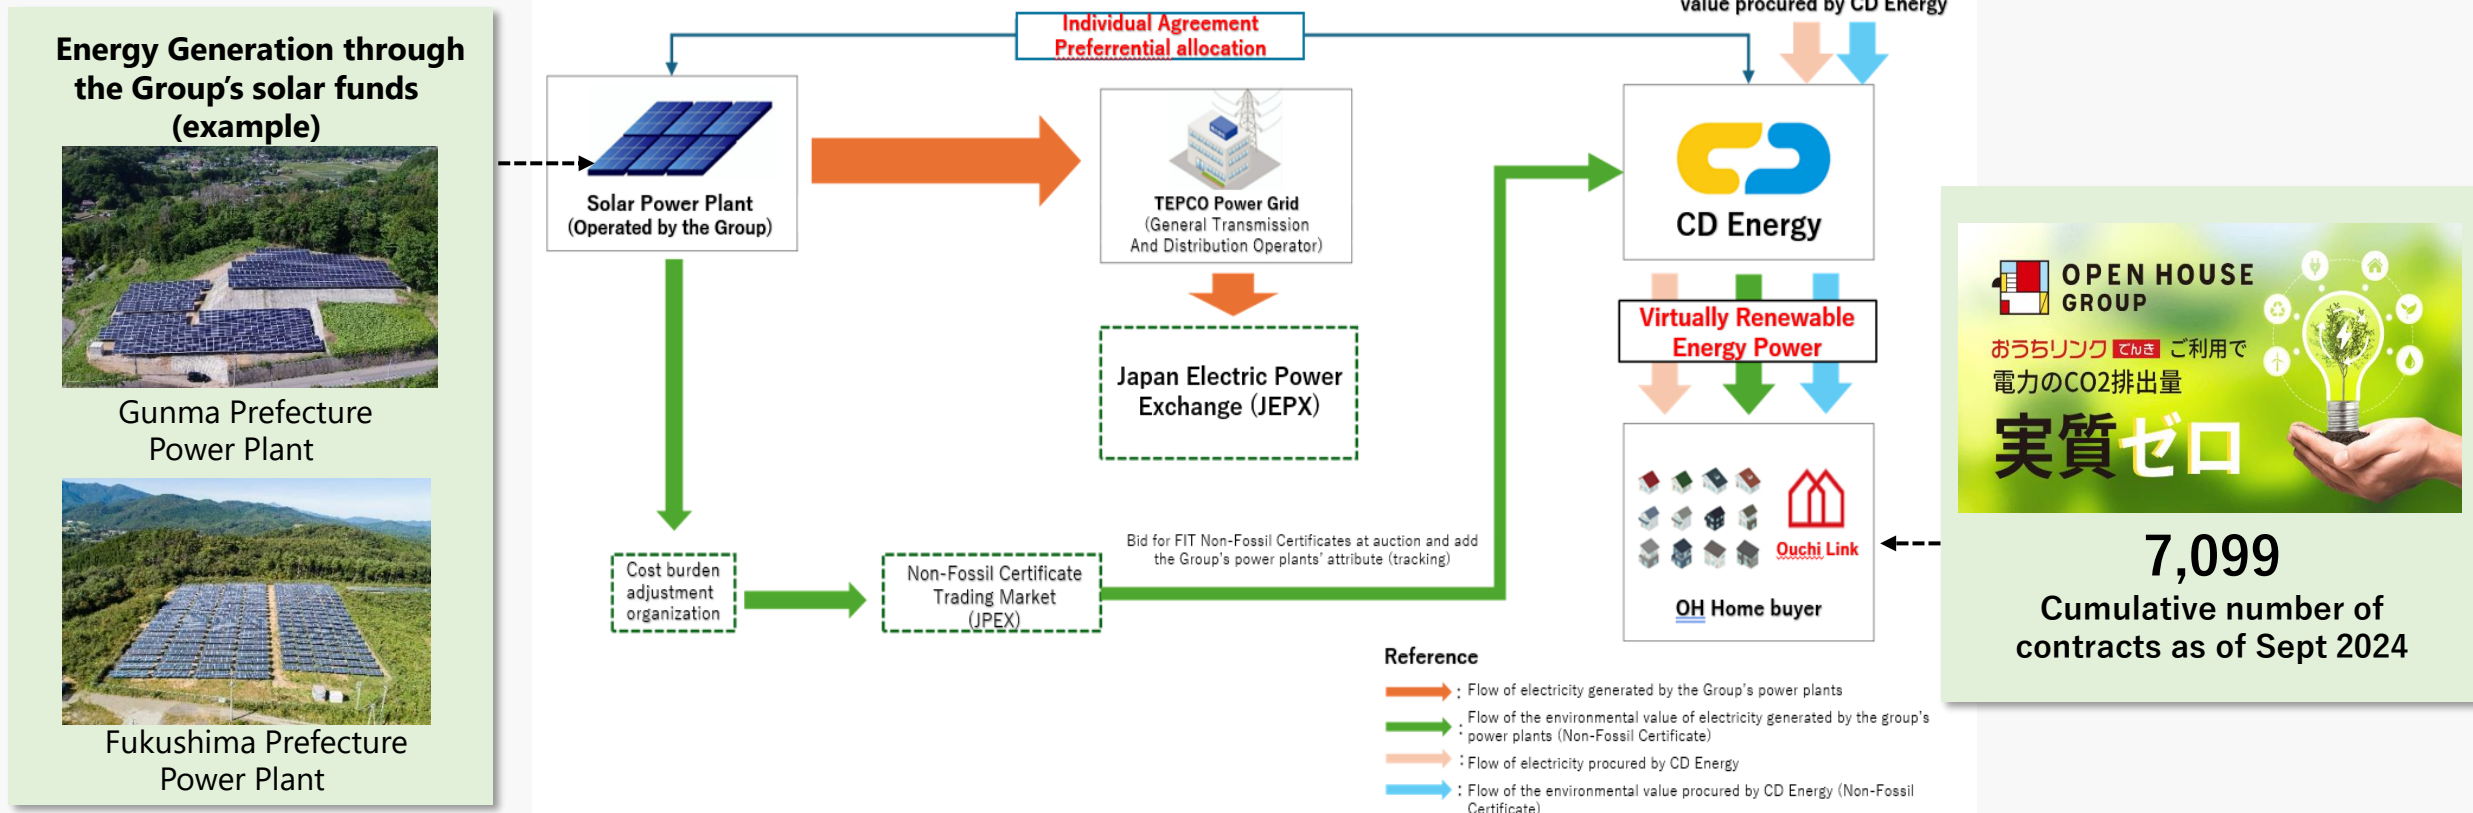 Energy Generation through
the Group’s solar funds
(example)
Gunma Prefecture
Power Plant
Fukushima Prefecture
Power Plant
Individual Agreement
Preferrential allocation
value procured by CD Energy
Solar Power Plant
(Operated by the Group)
TEPCO Power Grid
(General Transmission
And Distribution Operator)
CD Energy
Japan Electric Power
Exchange (JEPX)
Virtually Renewable
Energy Power
Cost burden
adjustment
organization
Non-Fossil Certificate
Trading Market
(JPEX)
Bid for FIT Non-Fossil Certificates at auction and add
the Group’s power plants’ attribute (tracking)
Ouchi Link
OH Home buyer
Reference
: Flow of electricity generated by the Group’s power plants
: Flow of the environmental value of electricity generated by the group’s
power plants (Non-Fossil Certificate)
: Flow of electricity procured by CD Energy
: Flow of the environmental value procured by CD Energy (Non-Fossil
Certificate)
OPEN HOUSE
GROUP
おうちリンク でんき ご利用で
電力のCO2排出量
実質ゼロ
7,099
Cumulative number of
contracts as of Sept 2024